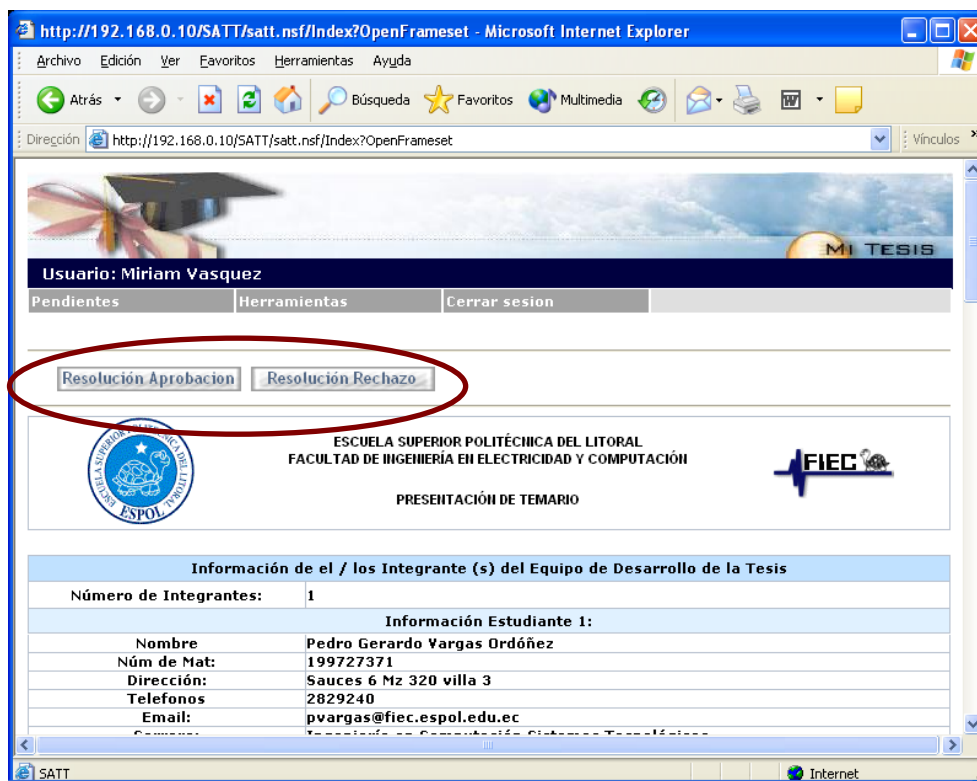 http://192.168.0.10/SATT/satt.nsf/Index?OpenFrameset - Microsoft Internet Explorer
Archivo Edición Ver Favoritos Herramientas Ayuda
Atrás Búsqueda Favoritos Multimedia
Dirección http://192.168.0.10/SATT/satt.nsf/Index?OpenFrameset Vínculos
MI TESIS
Usuario: Miriam Vasquez
Pendientes Herramientas Cerrar sesion
Resolución Aprobacion Resolución Rechazo
ESCUELA SUPERIOR POLITÉCNICA DEL LITORAL
ESPOL
ESCUELA SUPERIOR POLITÉCNICA DEL LITORAL
FACULTAD DE INGENIERÍA EN ELECTRICIDAD Y COMPUTACIÓN
PRESENTACIÓN DE TEMARIO
FIEC
Información de el / los Integrante (s) del Equipo de Desarrollo de la Tesis
Número de Integrantes: 1
Información Estudiante 1:
Nombre Pedro Gerardo Vargas Ordóñez
Núm de Mat: 199727371
Dirección: Sauces 6 Mz 320 villa 3
Telefonos 2829240
Email: pvargas@fiec.espol.edu.ec
SATT Internet